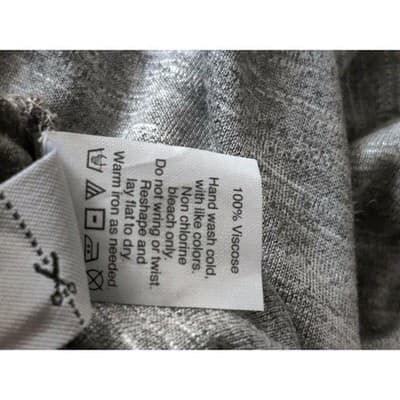 100% Viscose
Hand wash cold,
with like colors.
Non chlorine
bleach only.
Do not wring or twist.
Reshape and
lay flat to dry.
Warm iron as needed